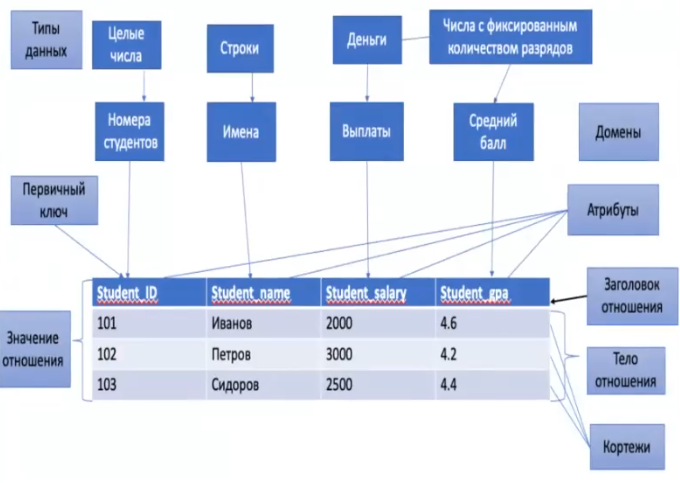 Типы
данных
Целые
числа
Строки
Деньги
Числа с фиксированным
количеством разрядов
Номера
студентов
Имена
Выплаты
Средний
балл
Домены
Первичный
ключ
Атрибуты
Student_ID
Student_name
Student_salary
Student_gpa
Заголовок
отношения
Значение
отношения
101
Иванов
2000
4.6
102
Петров
3000
4.2
103
Сидоров
2500
4.4
Тело
отношения
Кортежи